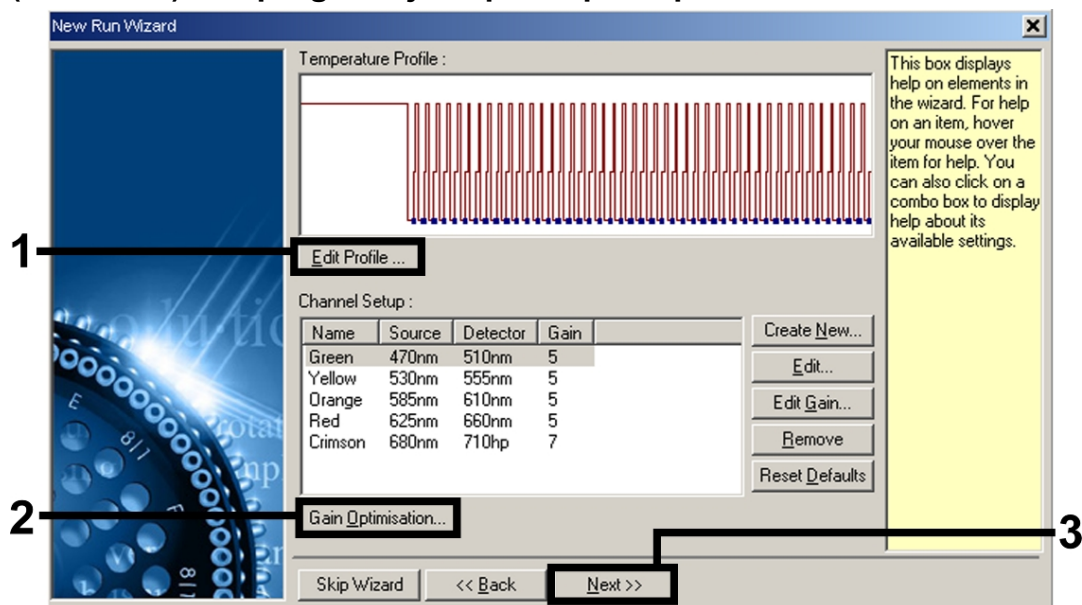 New Run Wizard
Temperature Profile :
This box displays
help on elements in
the wizard. For help
on an item, hover
your mouse over the
item for help. You
can also click on a
combo box to display
help about its
available settings.
1
Edit Profile ...
Channel Setup :
Name Source Detector Gain
Green 470nm 510nm 5
Yellow 530nm 555nm 5
Orange 585nm 610nm 5
Red 625nm 660nm 5
Crimson 680nm 710hp 7
Create New...
Edit...
Edit Gain...
Remove
Reset Defaults
2
Gain Optimisation...
3
Skip Wizard
<< Back
Next >>